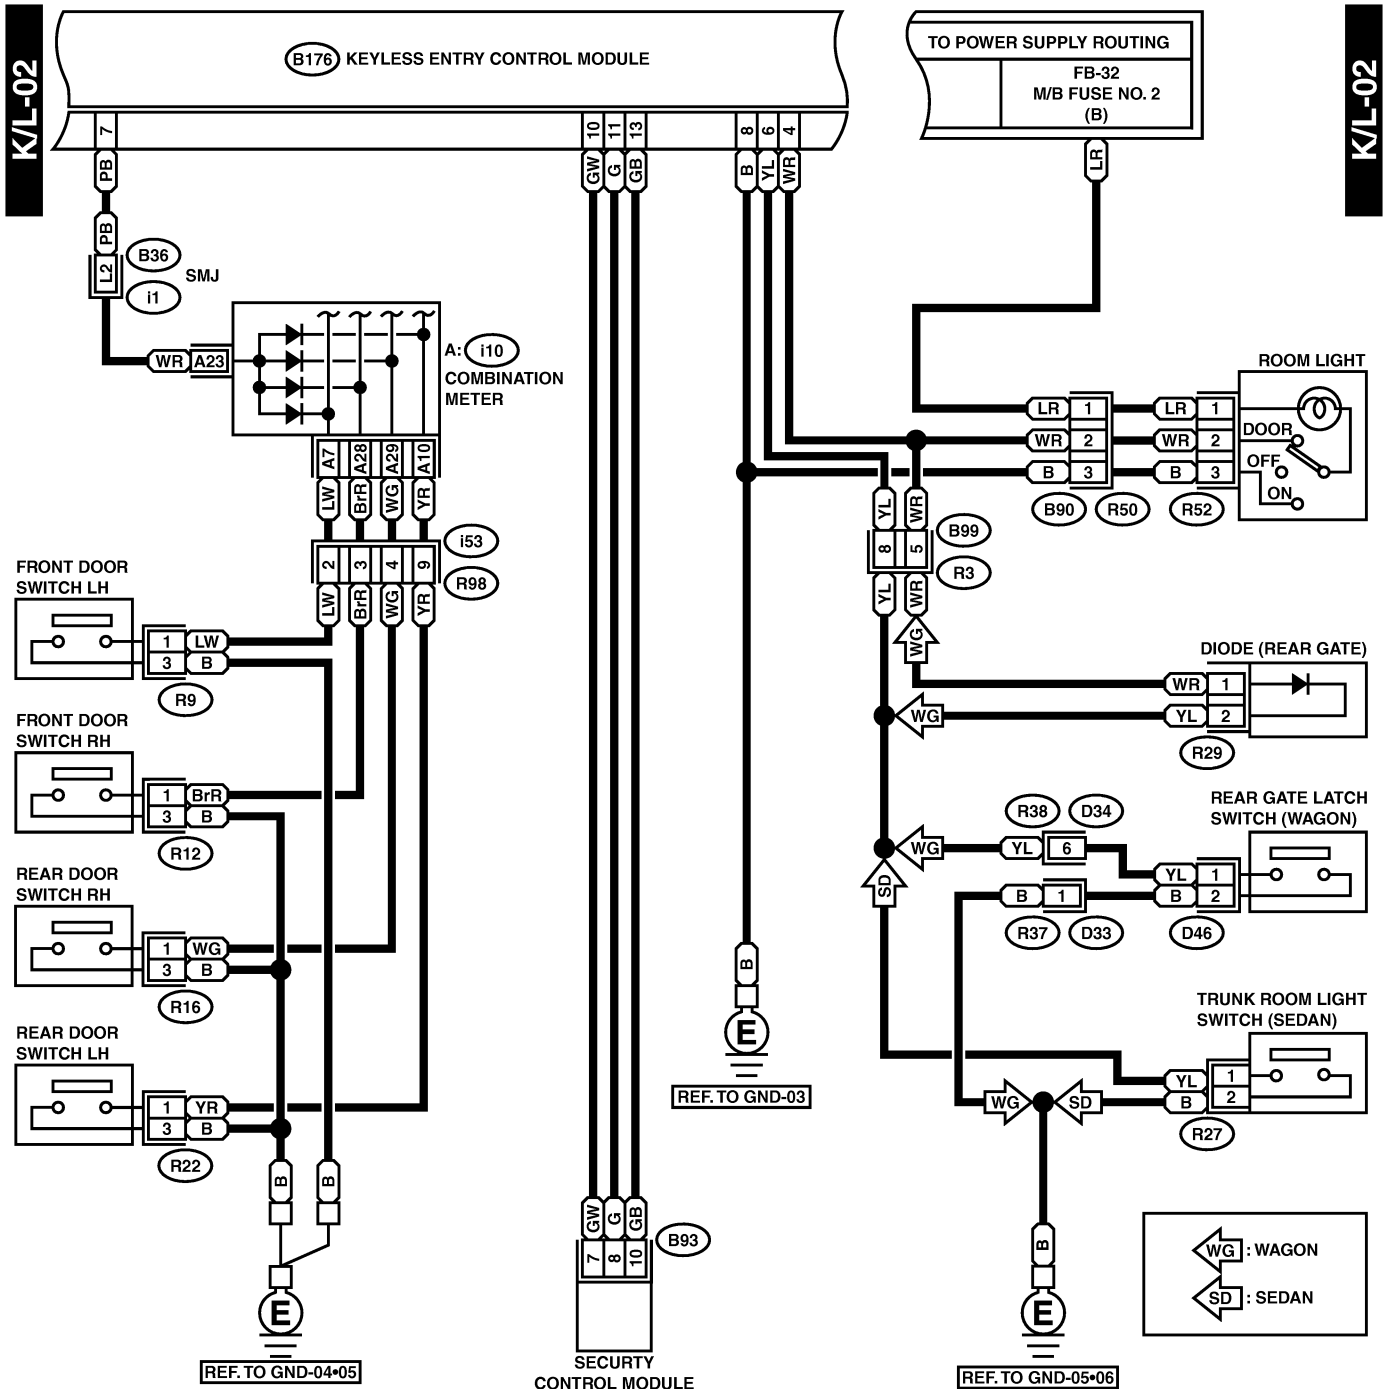 K/L-02
B176 KEYLESS ENTRY CONTROL MODULE
TO POWER SUPPLY ROUTING
FB-32
M/B FUSE NO. 2
(B)
K/L-02
7
10
11
13
8
6
4
PB
GW
G
GB
B
YL
WR
LR
PB
L2
B36
SMJ
i1
WR
A23
A: i10
COMBINATION
METER
A7
A28
A29
A10
LW
BrR
WG
YR
i53
2
3
4
9
R98
LW
BrR
WG
YR
ROOM LIGHT
LR
1
LR
1
WR
2
WR
2
DOOR
B
3
B
3
OFF
ON
B90
R50
R52
YL
WR
B99
8
5
R3
YL
WR
WG
FRONT DOOR
SWITCH LH
1
LW
3
B
R9
DIODE (REAR GATE)
WR
1
WG
YL
2
R29
FRONT DOOR
SWITCH RH
1
BrR
3
B
R12
REAR GATE LATCH
SWITCH (WAGON)
R38
D34
WG
YL
6
YL
1
SD
B
1
B
2
R37
D33
D46
REAR DOOR
SWITCH RH
1
WG
3
B
R16
B
E
REF. TO GND-03
TRUNK ROOM LIGHT
SWITCH (SEDAN)
YL
1
WG
SD
B
2
R27
REAR DOOR
SWITCH LH
1
YR
3
B
R22
B
B
E
REF. TO GND-04•05
GW
G
GB
B93
7
8
10
SECURTY
CONTROL MODULE
B
E
REF. TO GND-05•06
WG : WAGON
SD : SEDAN